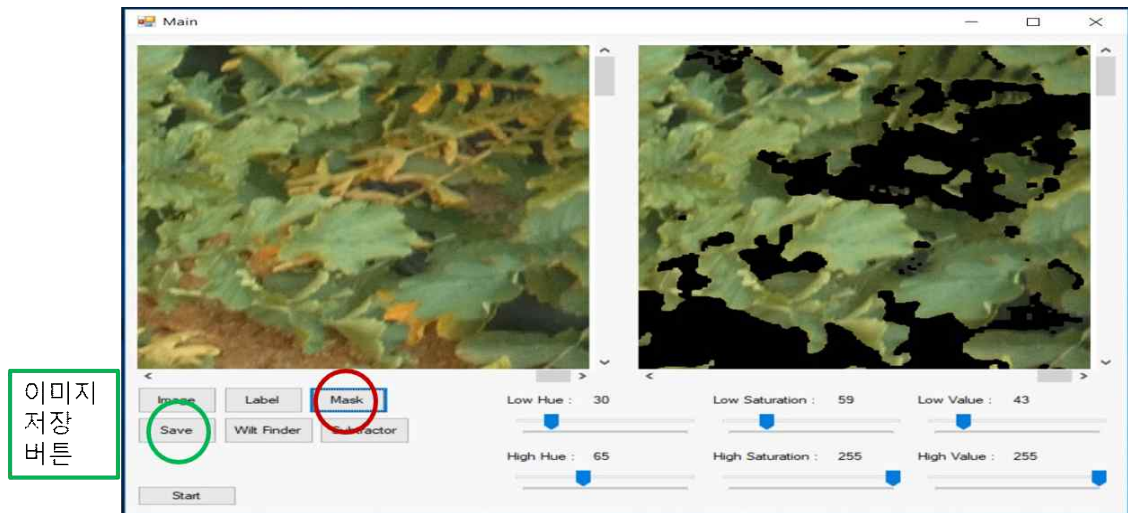 Main
이미지
저장
버튼
Image Label Mask
Save Wilt Finder Subtractor
Start
Low Hue : 30 Low Saturation : 59 Low Value : 43
High Hue : 65 High Saturation : 255 High Value : 255